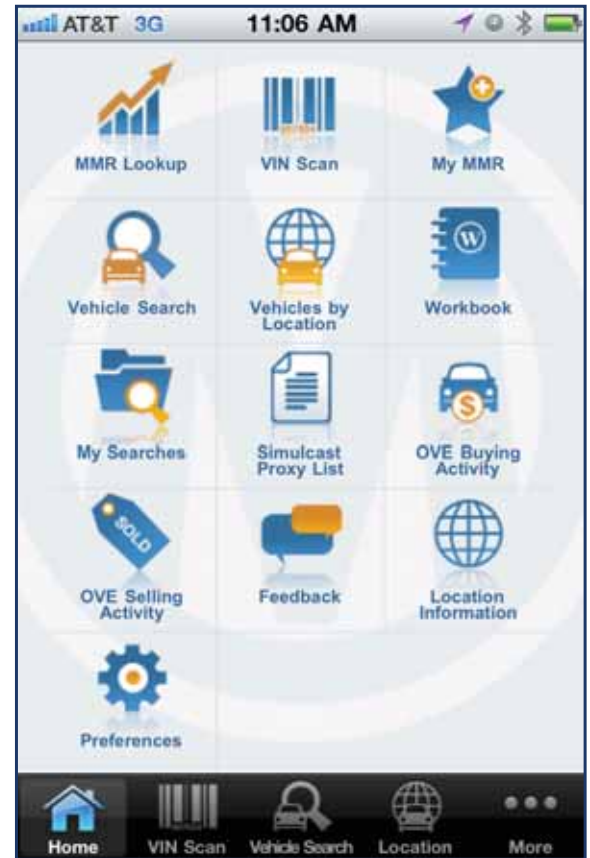 AT&T 3G 11:06 AM
MMR Lookup VIN Scan My MMR
Vehicle Search Vehicles by Location Workbook
W
My Searches Simulcast Proxy List OVE Buying Activity
$
SOLD
OVE Selling Activity Feedback Location Information
Preferences
Home VIN Scan Vehicle Search Location More